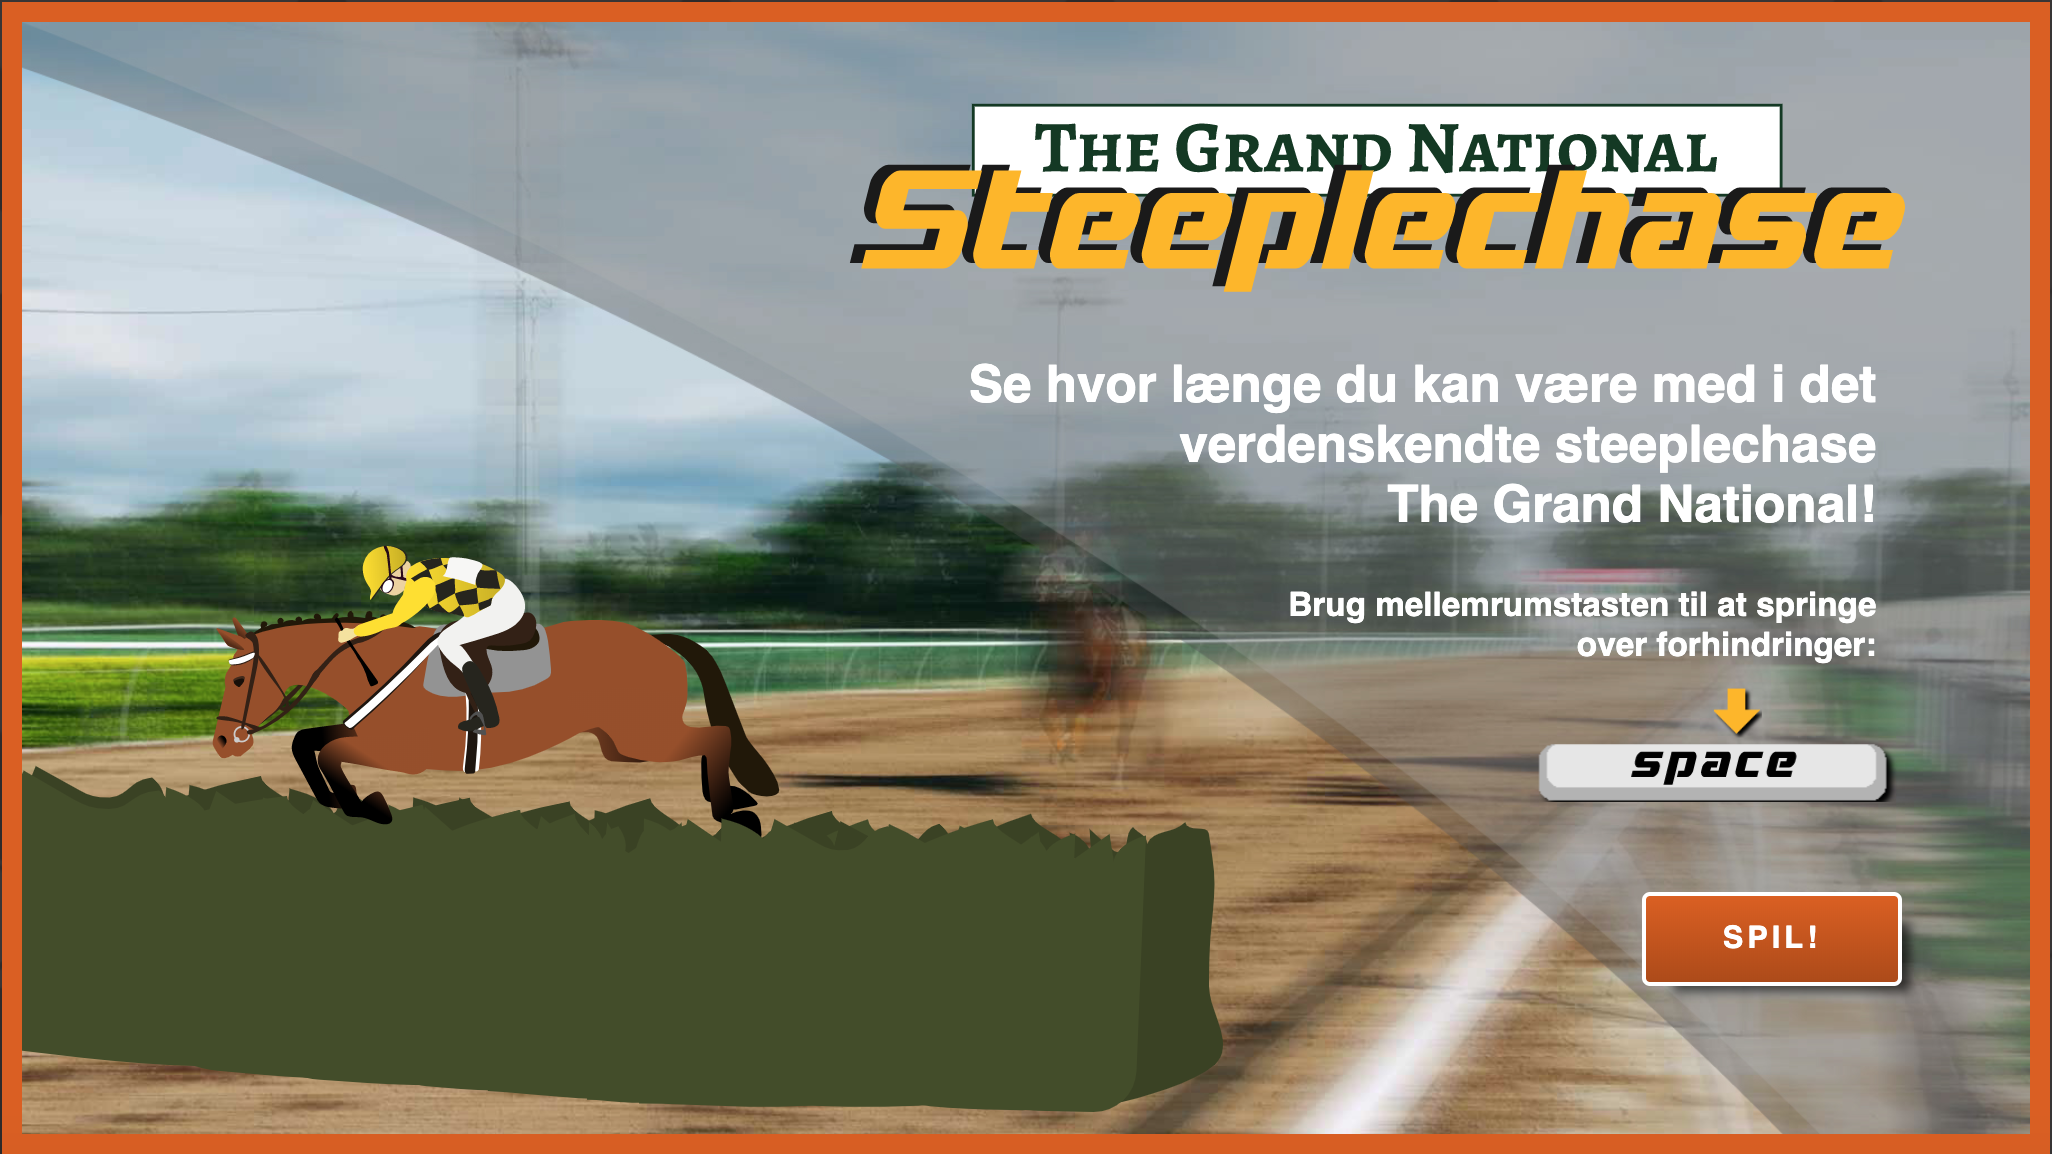 The Grand National
Steeplechase
Se hvor længe du kan være med i det
verdenskendte steeplechase
The Grand National!
Brug mellemrumstasten til at springe
over forhindringer:
space
SPIL!